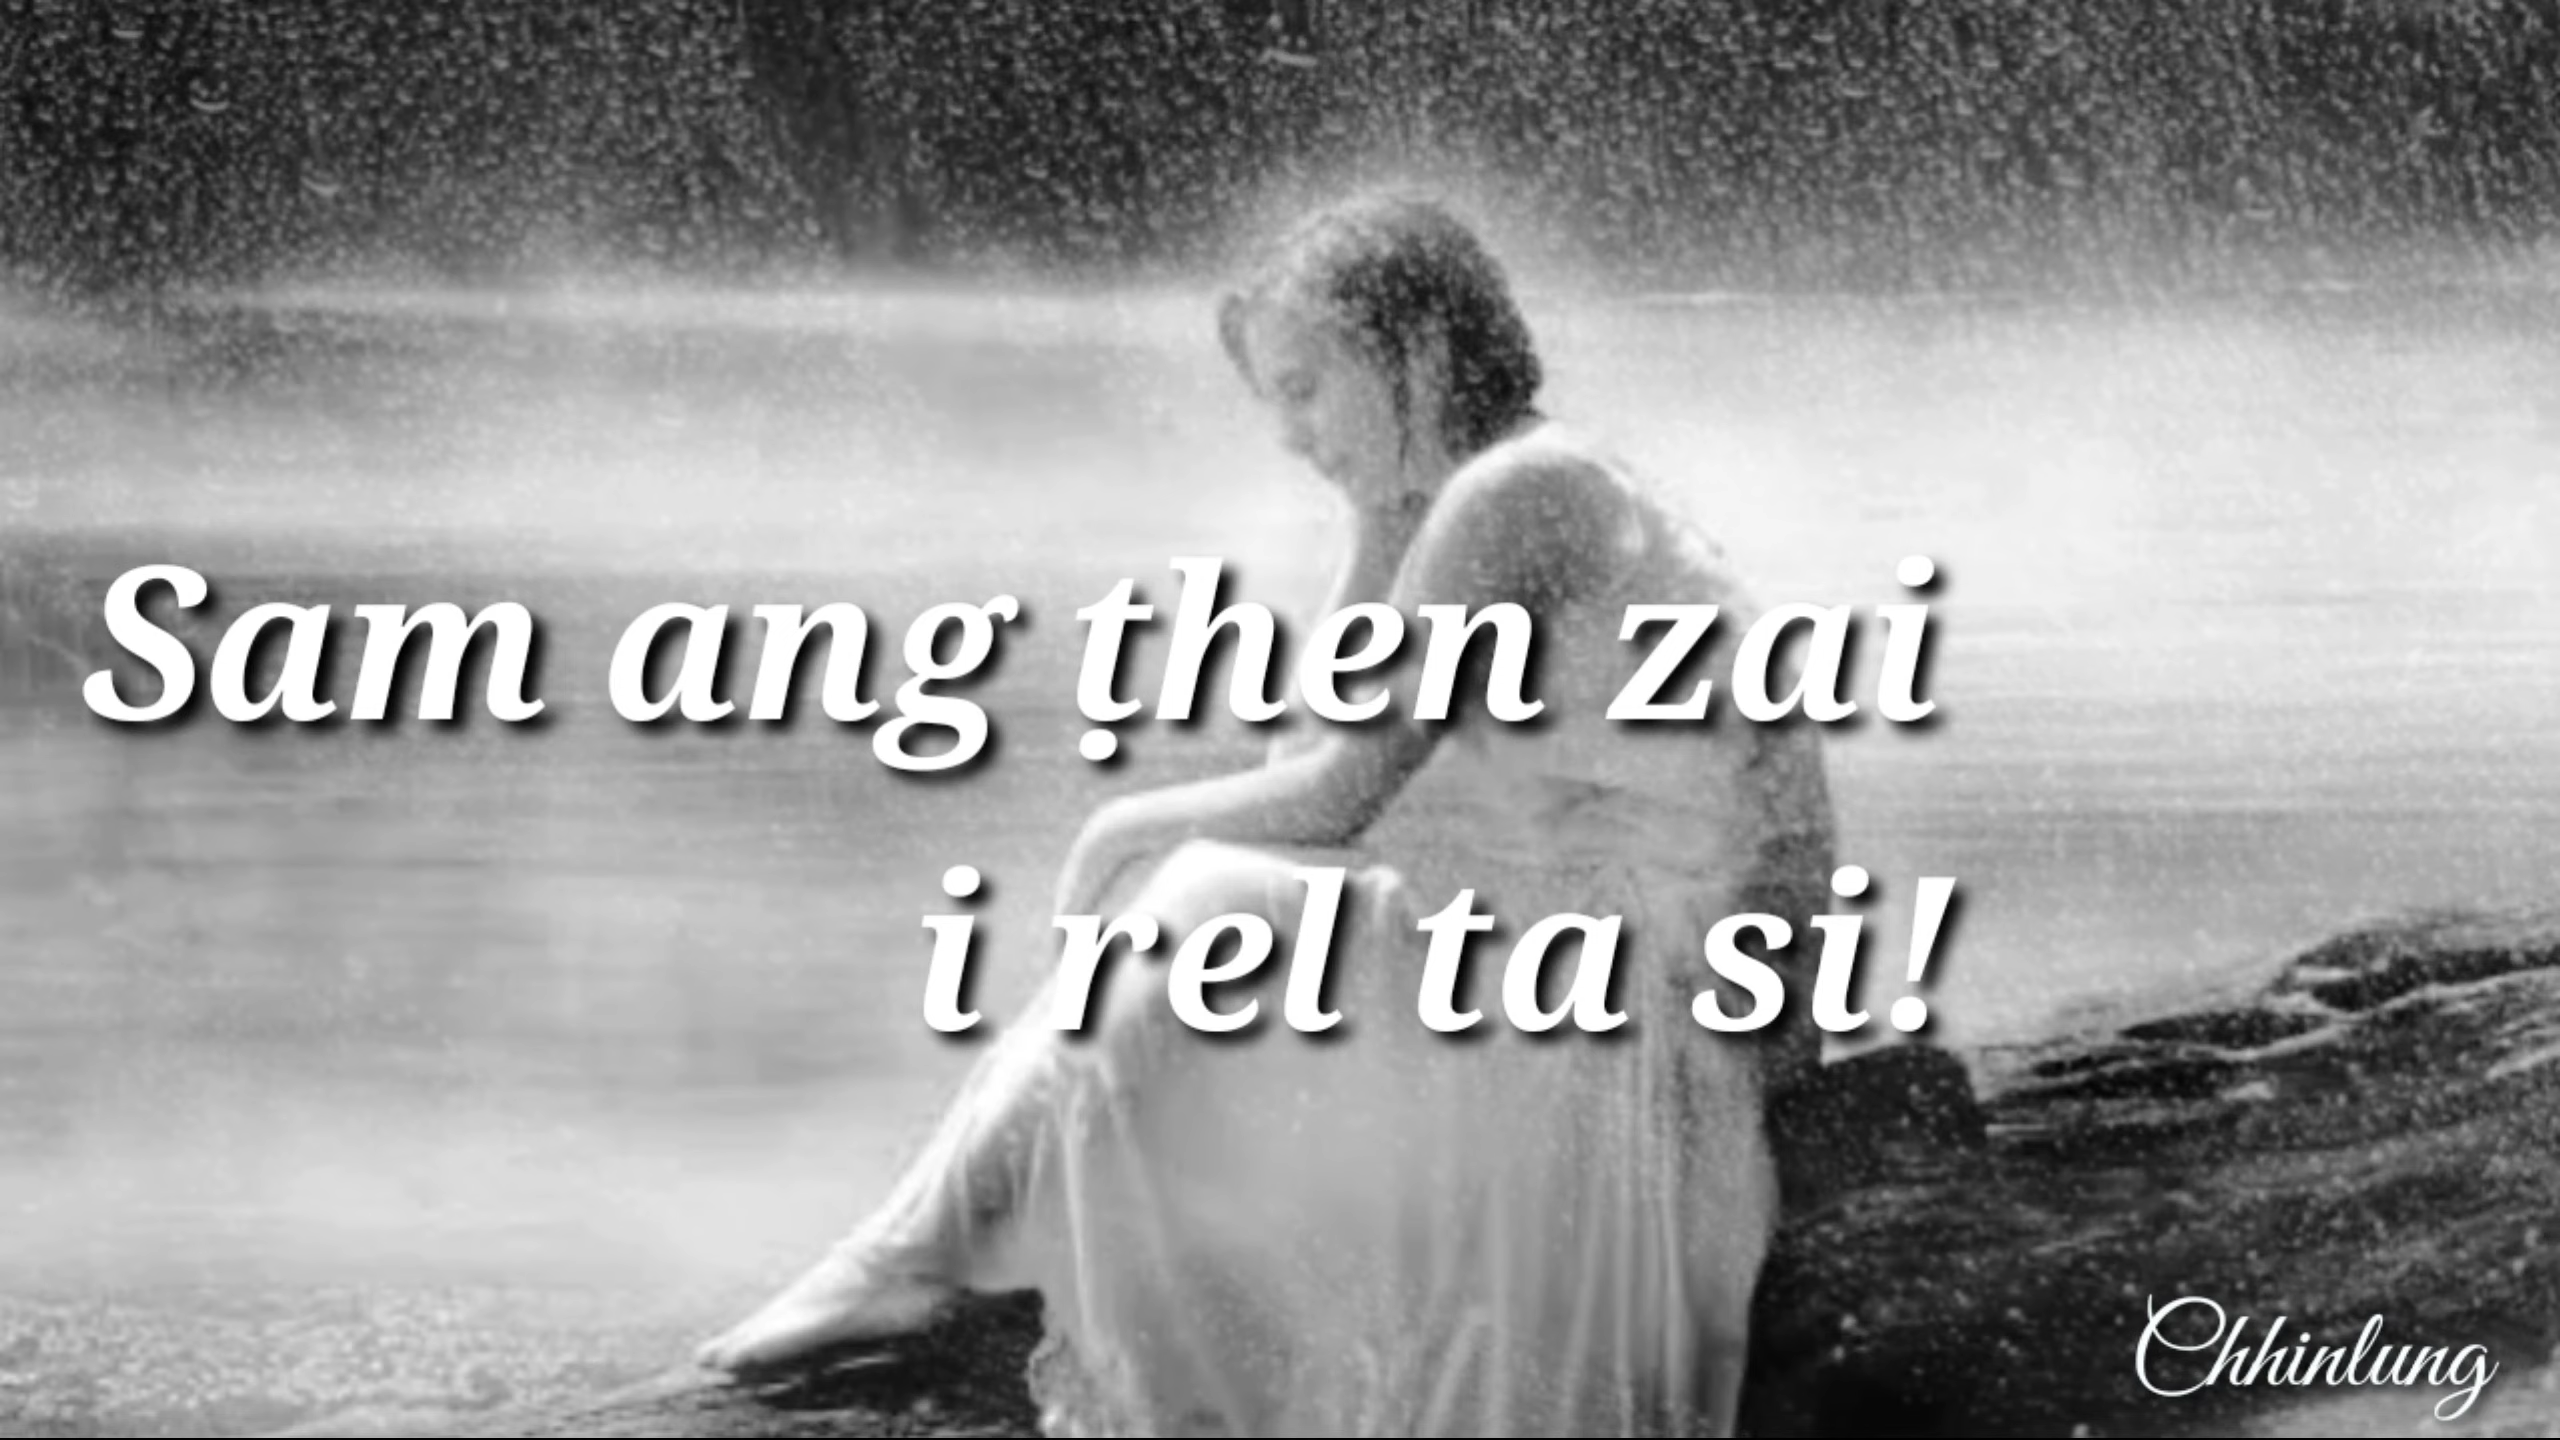 Sam ang ṭhen zai
i rel ta si!
Chhinlung